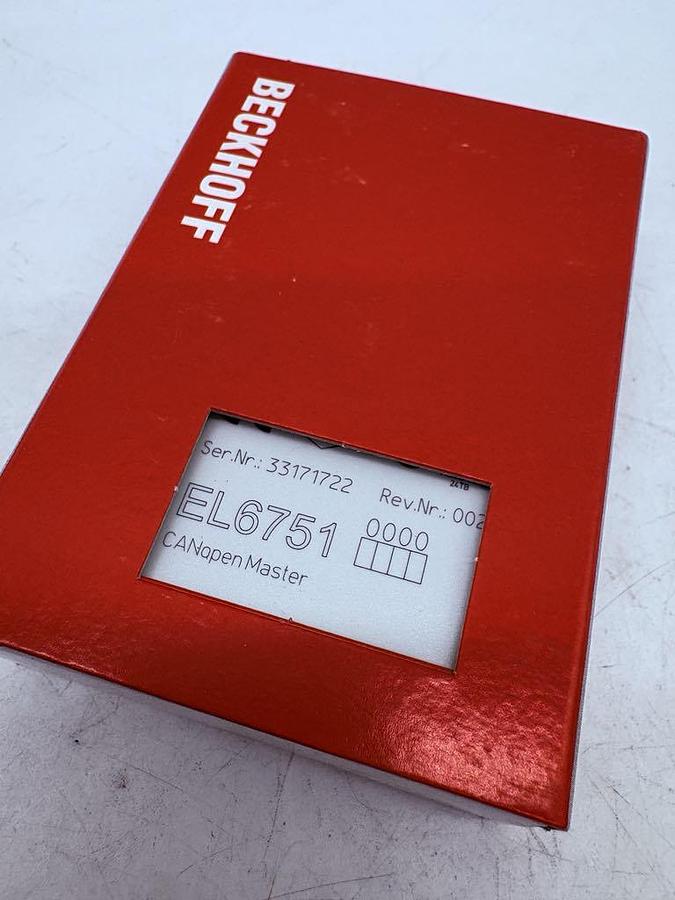 BECKHOFF
Ser.Nr.: 33171722
24TB
Rev.Nr.: 002
EL6751
0000
CANopen Master